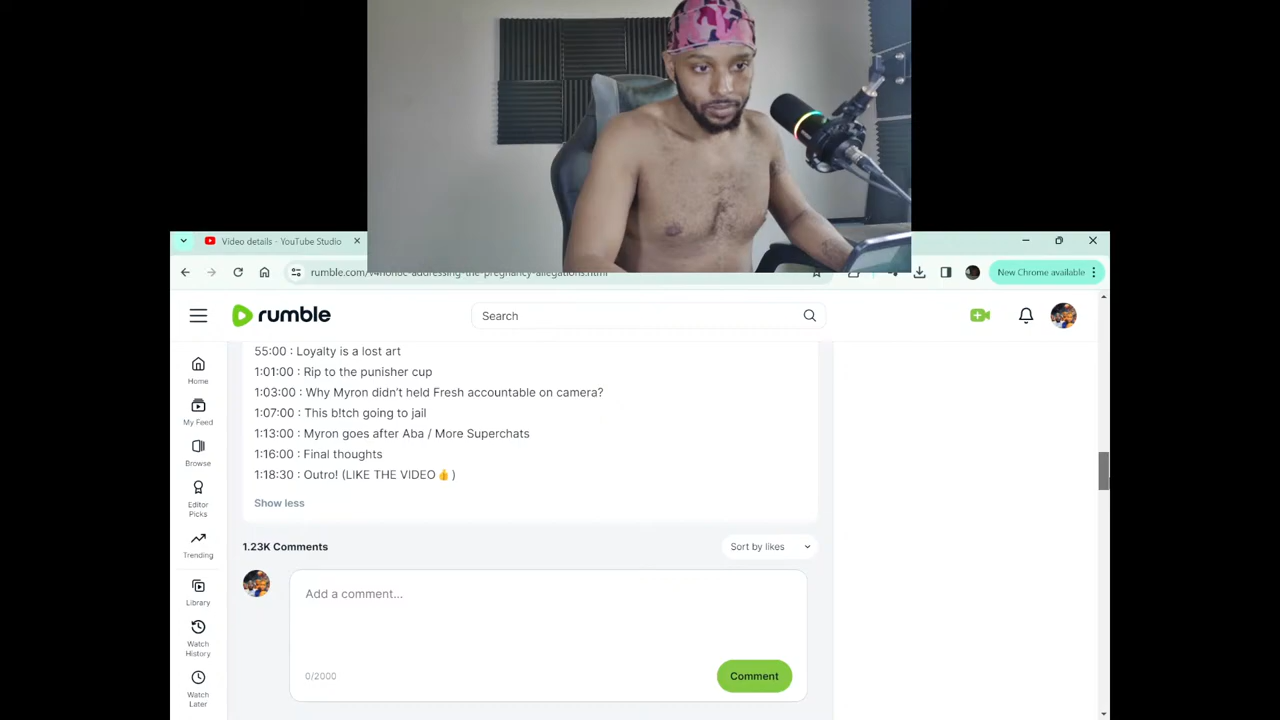 Video details - YouTube Studio
New Chrome available
rumble
Search
55:00 : Loyalty is a lost art
1:01:00 : Rip to the punisher cup
1:03:00 : Why Myron didn't held Fresh accountable on camera?
1:07:00 : This b!tch going to jail
1:13:00 : Myron goes after Aba / More Superchats
1:16:00 : Final thoughts
1:18:30 : Outro! (LIKE THE VIDEO👍)
Show less
1.23K Comments
Sort by likes
Add a comment...
0/2000
Comment
Home
My Feed
Browse
Editor
Picks
Trending
Library
Watch
History
Watch
Later